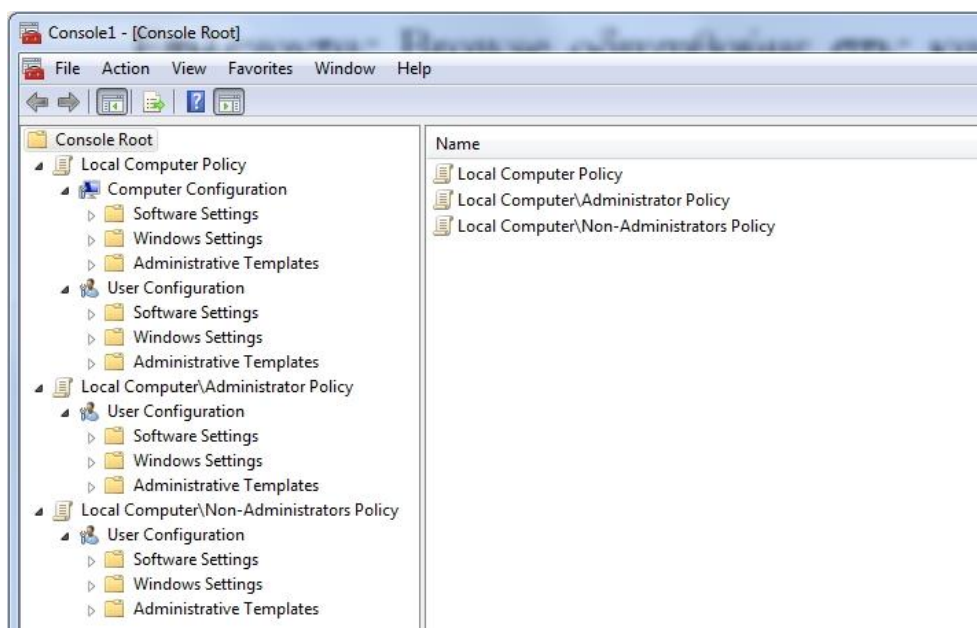 Console1 - [Console Root]
File Action View Favorites Window Help
Console Root
Local Computer Policy
Computer Configuration
Software Settings
Windows Settings
Administrative Templates
User Configuration
Software Settings
Windows Settings
Administrative Templates
Local Computer\Administrator Policy
User Configuration
Software Settings
Windows Settings
Administrative Templates
Local Computer\Non-Administrators Policy
User Configuration
Software Settings
Windows Settings
Administrative Templates
Name
Local Computer Policy
Local Computer\Administrator Policy
Local Computer\Non-Administrators Policy